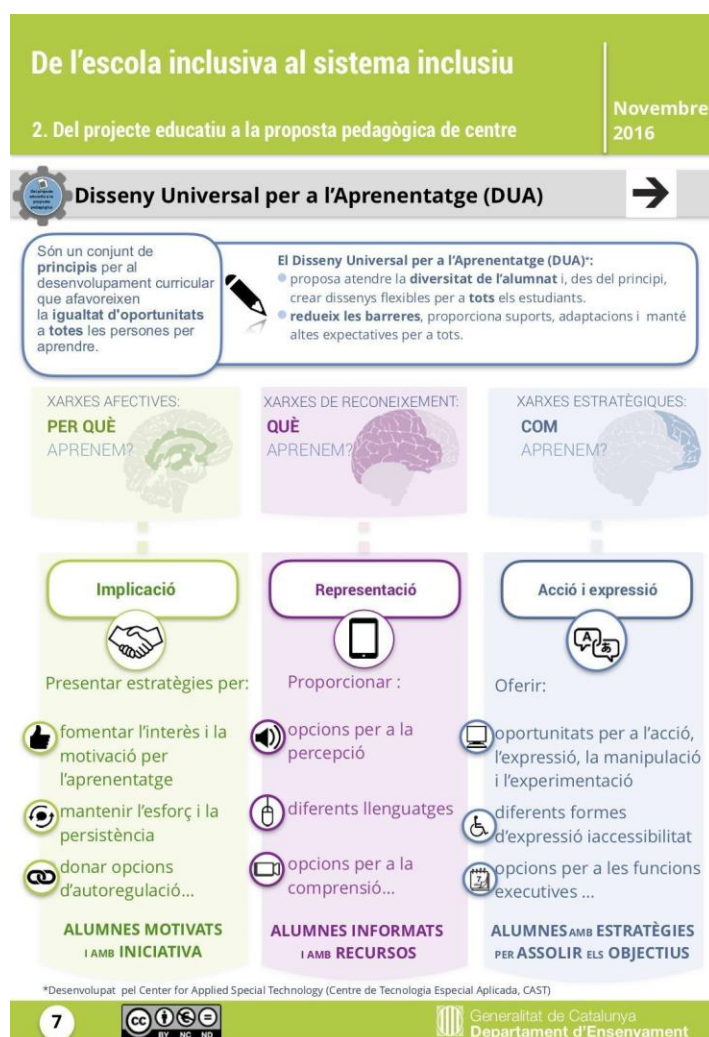 De l'escola inclusiva al sistema inclusiu
2. Del projecte educatiu a la proposta pedagògica de centre
Novembre
2016
Disseny Universal per a l'Aprenentatge (DUA)
Són un conjunt de
principis per al
desenvolupament curricular
que afavoreixen
la igualtat d'oportunitats
a totes les persones per
aprendre.
El Disseny Universal per a l'Aprenentatge (DUA)*:
proposa atendre la diversitat de l'alumnat i, des del principi,
crear dissenys flexibles per a tots els estudiants.
redueix les barreres, proporciona suports, adaptacions i manté
altes expectatives per a tots.
XARXES AFECTIVES:
PER QUÈ
APRENEM?
XARXES DE RECONEIXEMENT:
QUÈ
APRENEM?
XARXES ESTRATÈGIQUES:
COM
APRENEM?
Implicació
Presentar estratègies per:
fomentar l'interès i la
motivació per
l'aprenentatge
mantenir l'esforç i la
persistència
donar opcions
d'autoregulació...
ALUMNES MOTIVATS
I AMB INICIATIVA
Representació
Proporcionar :
opcions per a la
percepció
diferents llenguatges
opcions per a la
comprensió...
ALUMNES INFORMATS
I AMB RECURSOS
Acció i expressió
Oferir:
oportunitats per a l'acció,
l'expressió, la manipulació
i l'experimentació
diferents formes
d'expressió iaccessibilitat
opcions per a les funcions
executives ...
ALUMNES AMB ESTRATÈGIES
PER ASSOLIR ELS OBJECTIUS
*Desenvolupat pel Center for Applied Special Technology (Centre de Tecnologia Especial Aplicada, CAST)
7
cc
BY NC ND
Generalitat de Catalunya
Departament d'Ensenyament